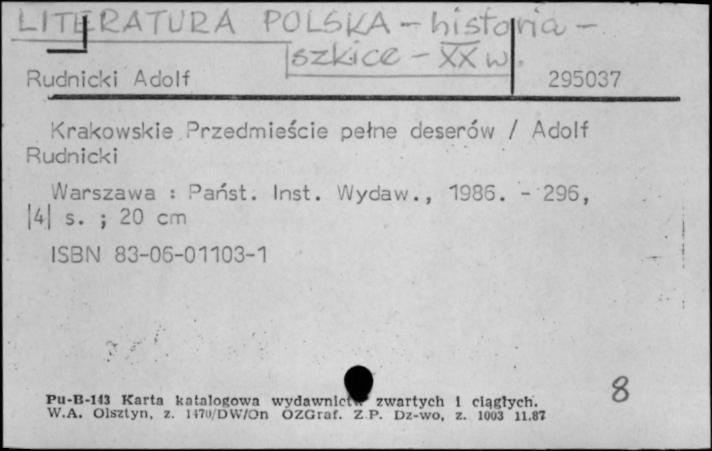 LITERATURA POLSKA - historia -
szkice - XX w.
Rudnicki Adolf 295037
Krakowskie Przedmieście pełne deserów / Adolf
Rudnicki
Warszawa : Państ. Inst. Wydaw., 1986. - 296,
|4| s. ; 20 cm
ISBN 83-06-01103-1
8
Pu-B-143 Karta katalogowa wydawnictw zwartych i ciągłych.
W.A. Olsztyn, z. 1470/DW/On OZGraf. Z.P. Dz-wo, z. 1003 11.87